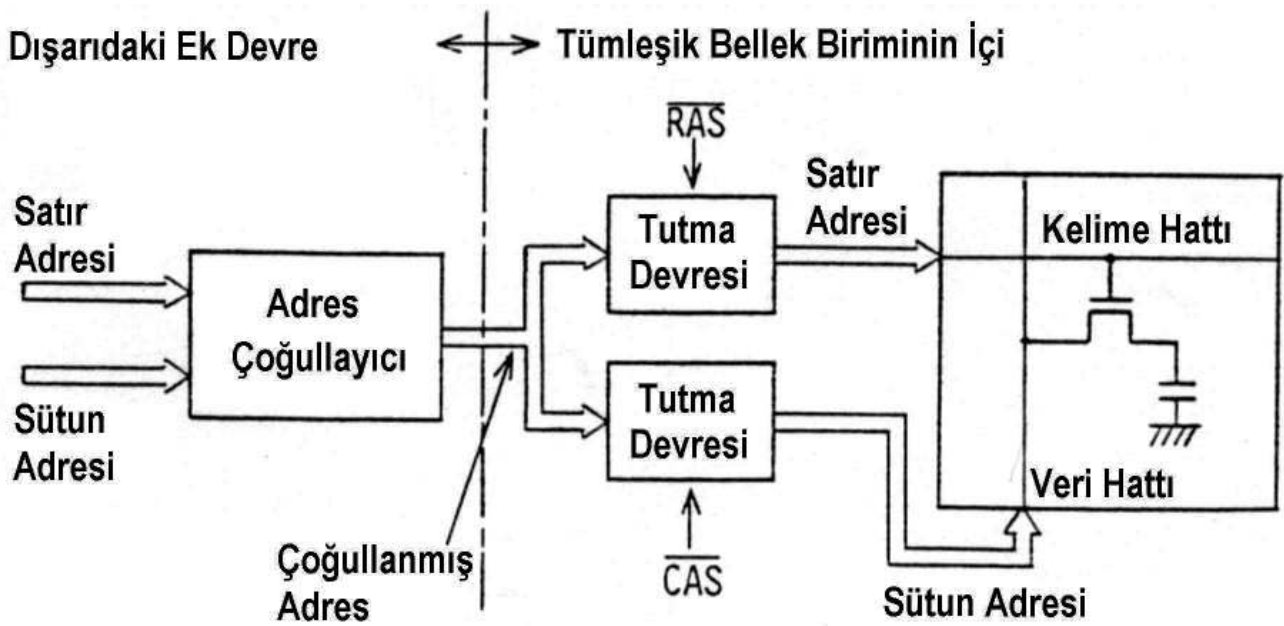 Dışarıdaki Ek Devre
Tümleşik Bellek Biriminin İçi
RAS
Satır
Adresi
Sütun
Adresi
Adres
Çoğullayıcı
Çoğullanmış
Adres
Tutma
Devresi
Tutma
Devresi
CAS
Satır
Adresi
Kelime Hattı
Veri Hattı
Sütun Adresi